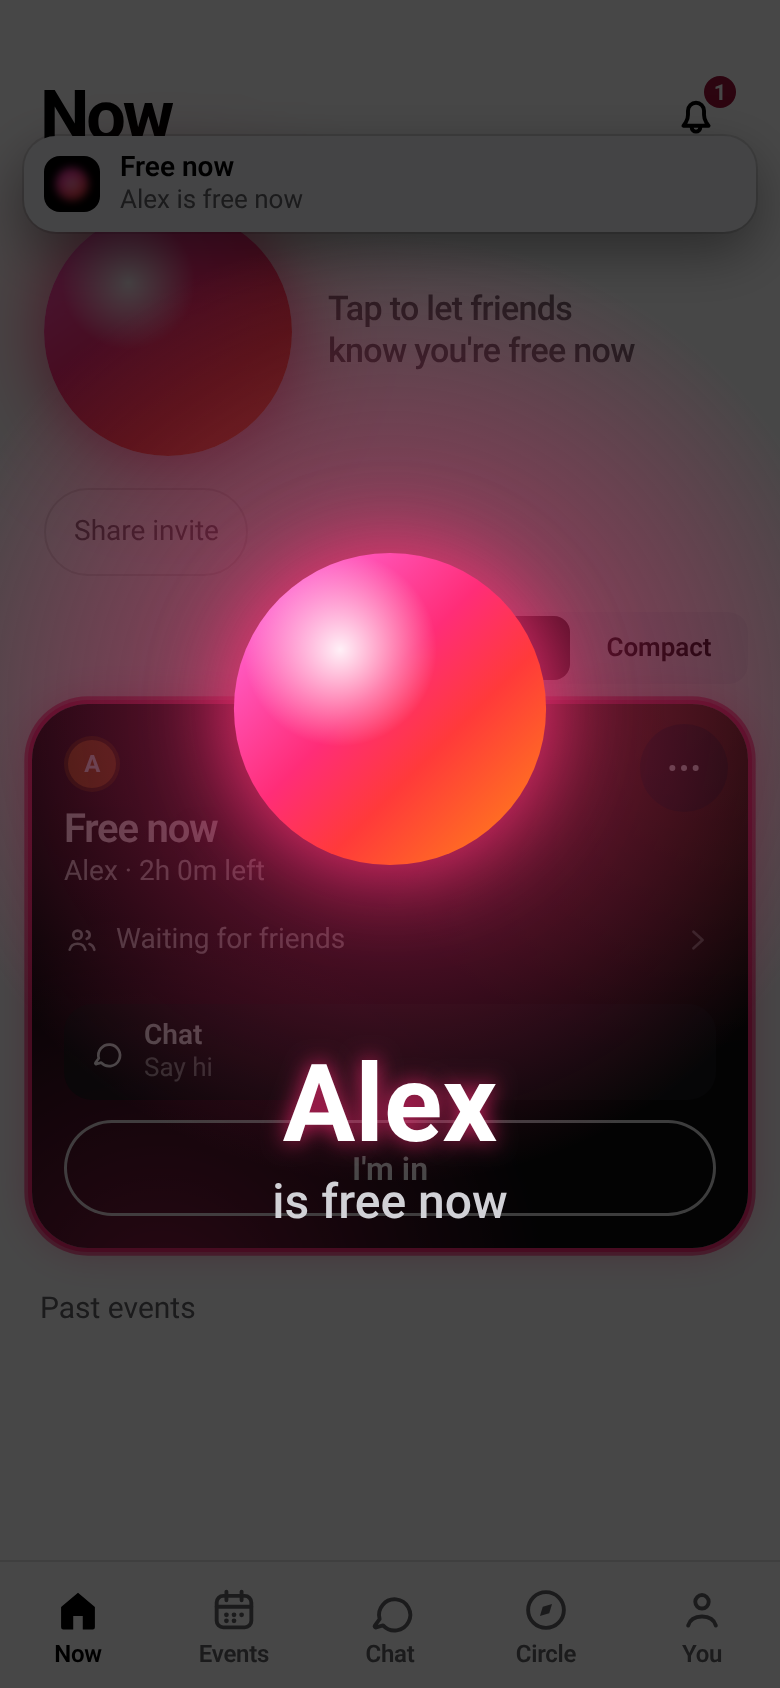 Now
1
Free now
Alex is free now
Tap to let friends
know you're free now
Share invite
Compact
A
Free now
Alex · 2h 0m left
Waiting for friends
Chat
Say hi
Alex
I'm in
is free now
Past events
Now
Events
Chat
Circle
You